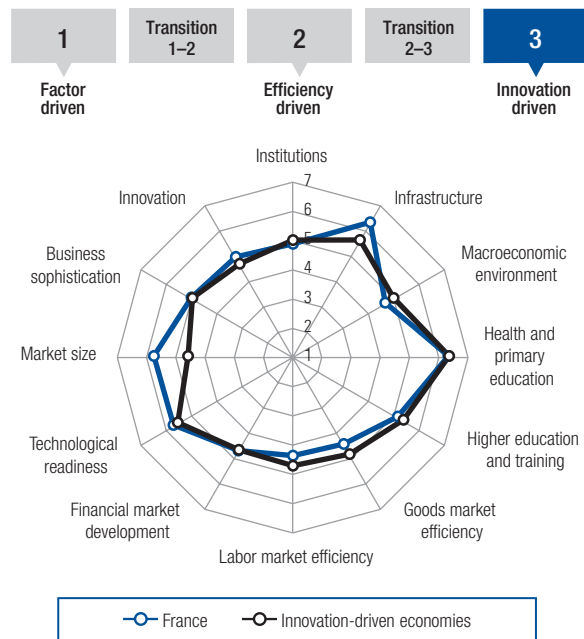 1
Transition
1–2
2
Transition
2–3
3
Factor
driven
Efficiency
driven
Innovation
driven
Institutions
Infrastructure
Macroeconomic
environment
Health and
primary
education
Higher education
and training
Goods market
efficiency
Labor market efficiency
Financial market
development
Technological
readiness
Market size
Business
sophistication
Innovation
7
6
5
4
3
2
1
France
Innovation-driven economies